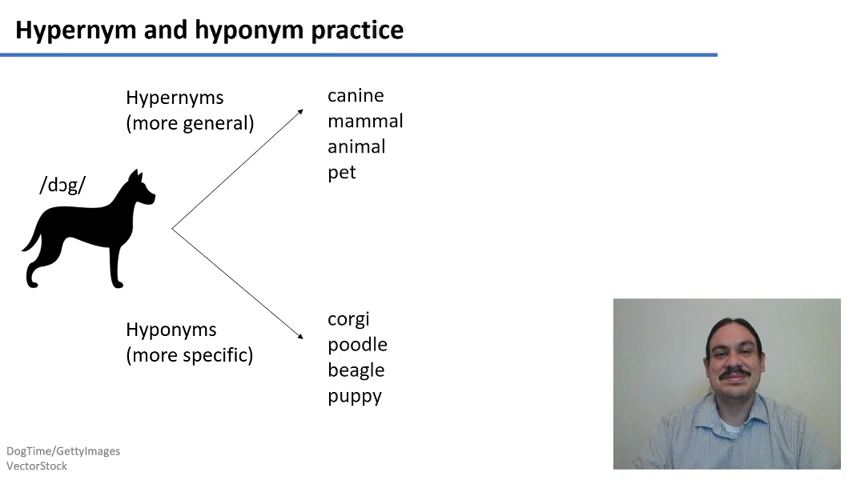 Hypernym and hyponym practice
Hypernyms
(more general)
canine
mammal
animal
pet
/dɔg/
Hyponyms
(more specific)
corgi
poodle
beagle
puppy
DogTime/GettyImages
VectorStock